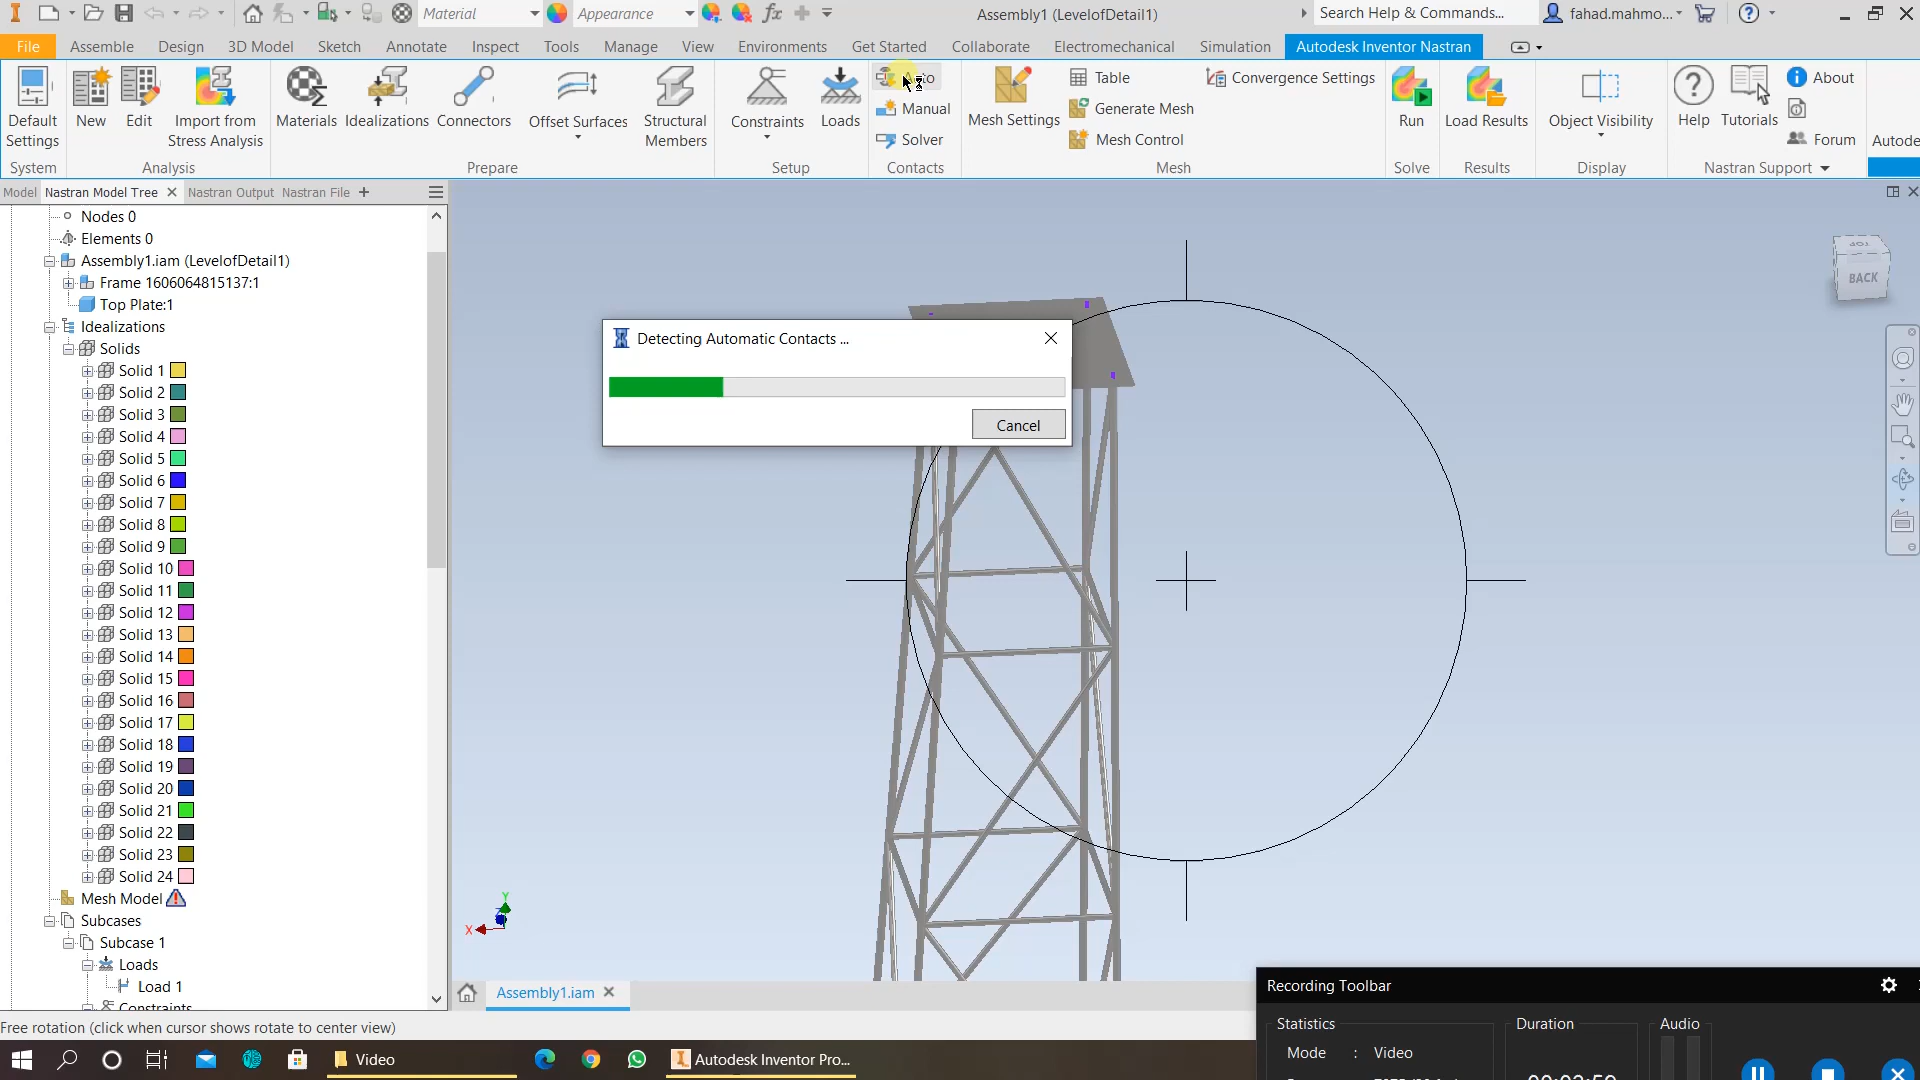 Material
Appearance
Assembly1 (LevelofDetail1)
Search Help & Commands...
fahad.mahmo...
File
Assemble
Design
3D Model
Sketch
Annotate
Inspect
Tools
Manage
View
Environments
Get Started
Collaborate
Electromechanical
Simulation
Autodesk Inventor Nastran
Default Settings
System
New
Edit
Import from Stress Analysis
Analysis
Materials
Idealizations
Connectors
Offset Surfaces
Structural Members
Prepare
Constraints
Loads
Setup
Manual
Solver
Contacts
Mesh Settings
Table
Generate Mesh
Mesh Control
Convergence Settings
Mesh
Run
Solve
Load Results
Results
Object Visibility
Display
Help
Tutorials
About
Forum
Nastran Support
Model
Nastran Model Tree
Nastran Output
Nastran File
Nodes 0
Elements 0
Assembly1.iam (LevelofDetail1)
Frame 1606064815137:1
Top Plate:1
Idealizations
Solids
Solid 1
Solid 2
Solid 3
Solid 4
Solid 5
Solid 6
Solid 7
Solid 8
Solid 9
Solid 10
Solid 11
Solid 12
Solid 13
Solid 14
Solid 15
Solid 16
Solid 17
Solid 18
Solid 19
Solid 20
Solid 21
Solid 22
Solid 23
Solid 24
Mesh Model
Subcases
Subcase 1
Loads
Load 1
Constraints
Detecting Automatic Contacts ...
Cancel
BACK
Y
X
Assembly1.iam
Free rotation (click when cursor shows rotate to center view)
Recording Toolbar
Statistics
Mode : Video
Duration
Audio
Video
Autodesk Inventor Pro...